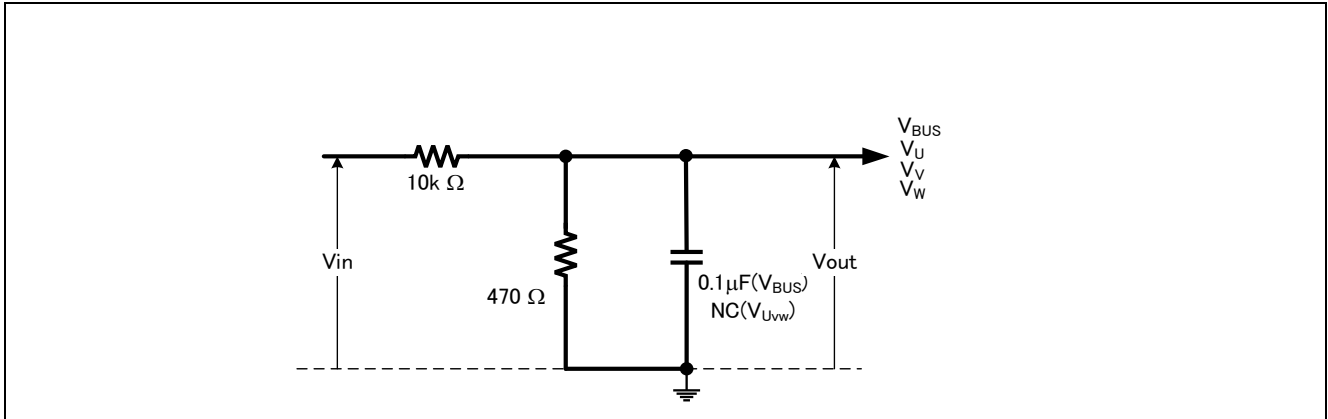 V_BUS
V_U
V_V
V_W
10k Ω
Vin
470 Ω
0.1μF(V_BUS)
NC(V_Uvw)
Vout